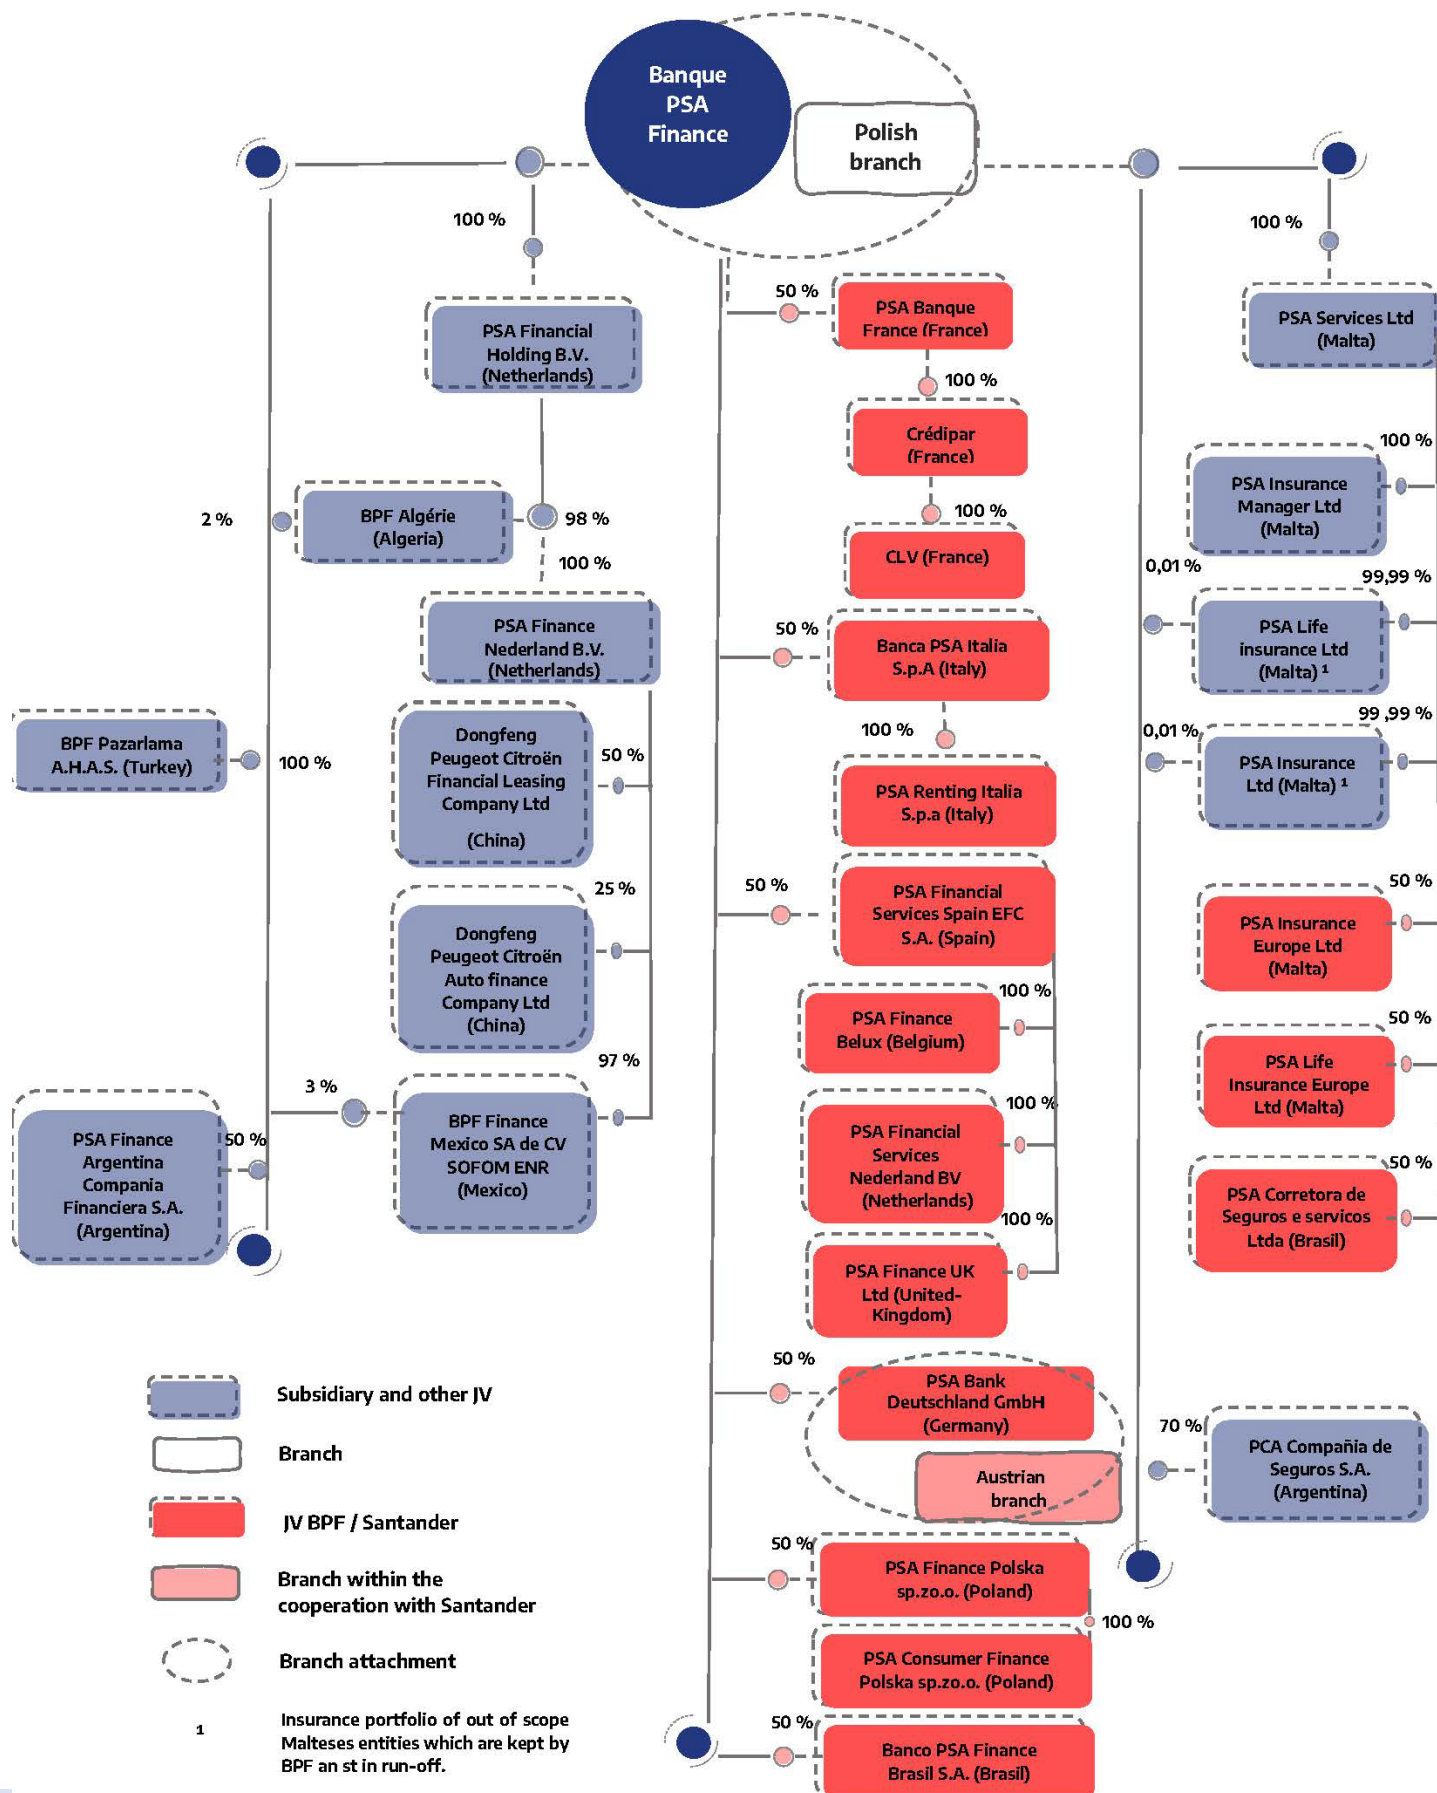 Banque
PSA
Finance
Polish
branch
100 %
PSA Financial
Holding B.V.
(Netherlands)
2 %
BPF Algérie
(Algeria)
98 %
100 %
PSA Finance
Nederland B.V.
(Netherlands)
BPF Pazarlama
A.H.A.S. (Turkey)
100 %
Dongfeng
Peugeot Citroën
Financial Leasing
Company Ltd
(China)
50 %
25 %
Dongfeng
Peugeot Citroën
Auto finance
Company Ltd
(China)
97 %
3 %
BPF Finance
Mexico SA de CV
SOFOM ENR
(Mexico)
PSA Finance
Argentina
Compania
Financiera S.A.
(Argentina)
50 %
50 %
PSA Banque
France (France)
100 %
Crédipar
(France)
100 %
CLV (France)
50 %
Banca PSA Italia
S.p.A (Italy)
100 %
PSA Renting Italia
S.p.a (Italy)
50 %
PSA Financial
Services Spain EFC
S.A. (Spain)
100 %
PSA Finance
Belux (Belgium)
100 %
PSA Financial
Services
Nederland BV
(Netherlands)
100 %
PSA Finance UK
Ltd (United-
Kingdom)
50 %
PSA Bank
Deutschland GmbH
(Germany)
Austrian
branch
50 %
PSA Finance Polska
sp.zo.o. (Poland)
100 %
PSA Consumer Finance
Polska sp.zo.o. (Poland)
50 %
Banco PSA Finance
Brasil S.A. (Brasil)
100 %
PSA Services Ltd
(Malta)
100 %
PSA Insurance
Manager Ltd
(Malta)
0,01 %
99,99 %
PSA Life
insurance Ltd
(Malta) ¹
0,01 %
99 ,99 %
PSA Insurance
Ltd (Malta) ¹
50 %
PSA Insurance
Europe Ltd
(Malta)
50 %
PSA Life
Insurance Europe
Ltd (Malta)
50 %
PSA Corretora de
Seguros e servicos
Ltda (Brasil)
70 %
PCA Compañia de
Seguros S.A.
(Argentina)
Subsidiary and other JV
Branch
JV BPF / Santander
Branch within the
cooperation with Santander
Branch attachment
1
Insurance portfolio of out of scope
Malteses entities which are kept by
BPF an st in run-off.